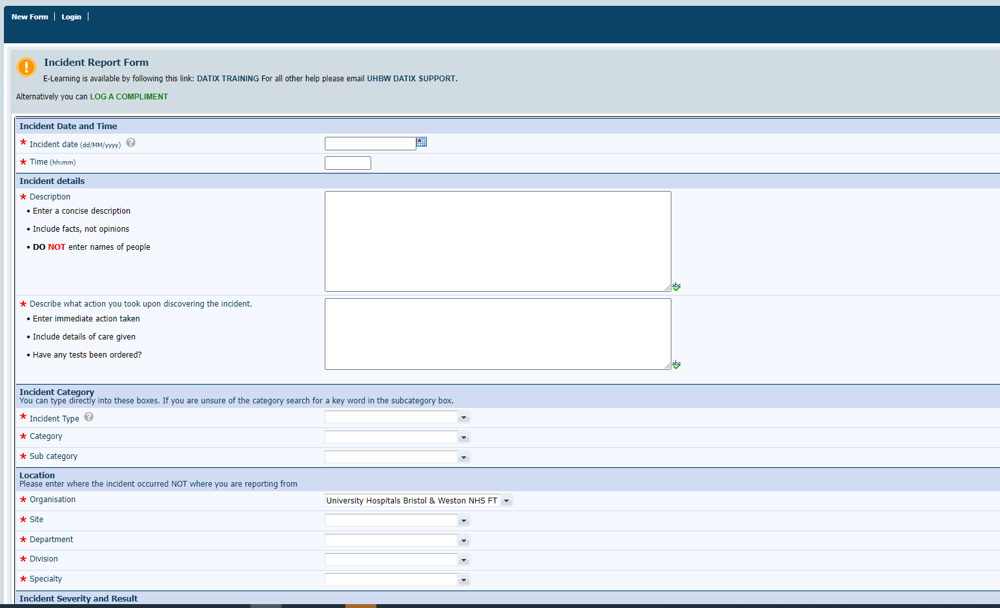 New Form | Login |
Incident Report Form
E-Learning is available by following this link: DATIX TRAINING For all other help please email UHBW DATIX SUPPORT.
Alternatively you can LOG A COMPLIMENT
Incident Date and Time
* Incident date (dd/MM/yyyy) ?
* Time (hh:mm)
Incident details
* Description
• Enter a concise description
• Include facts, not opinions
• DO NOT enter names of people
abc
* Describe what action you took upon discovering the incident.
• Enter immediate action taken
• Include details of care given
• Have any tests been ordered?
abc
Incident Category
You can type directly into these boxes. If you are unsure of the category search for a key word in the subcategory box.
* Incident Type ?
* Category
* Sub category
Location
Please enter where the incident occurred NOT where you are reporting from
* Organisation University Hospitals Bristol & Weston NHS FT
* Site
* Department
* Division
* Specialty
Incident Severity and Result